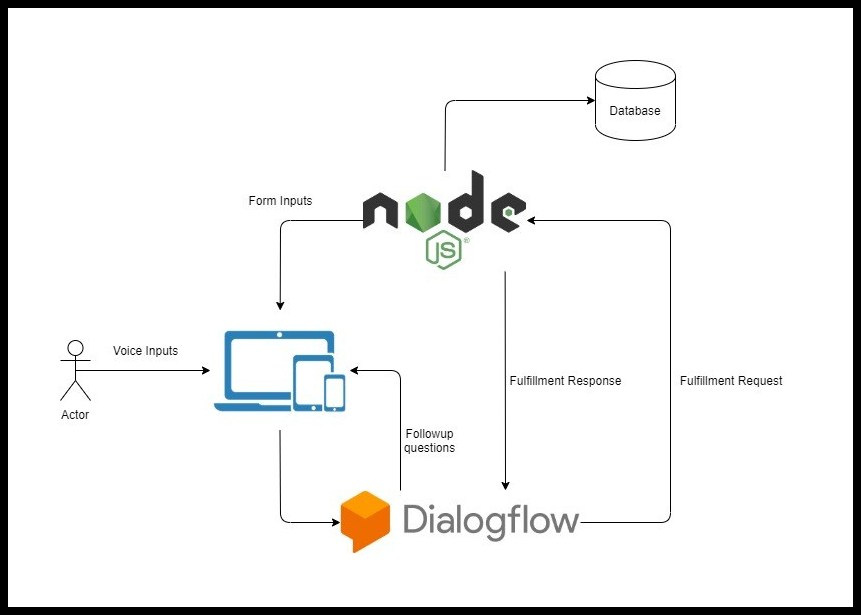 Database
Form Inputs
node
JS
®
Voice Inputs
Actor
Fulfillment Response
Fulfillment Request
Followup
questions
Dialogflow